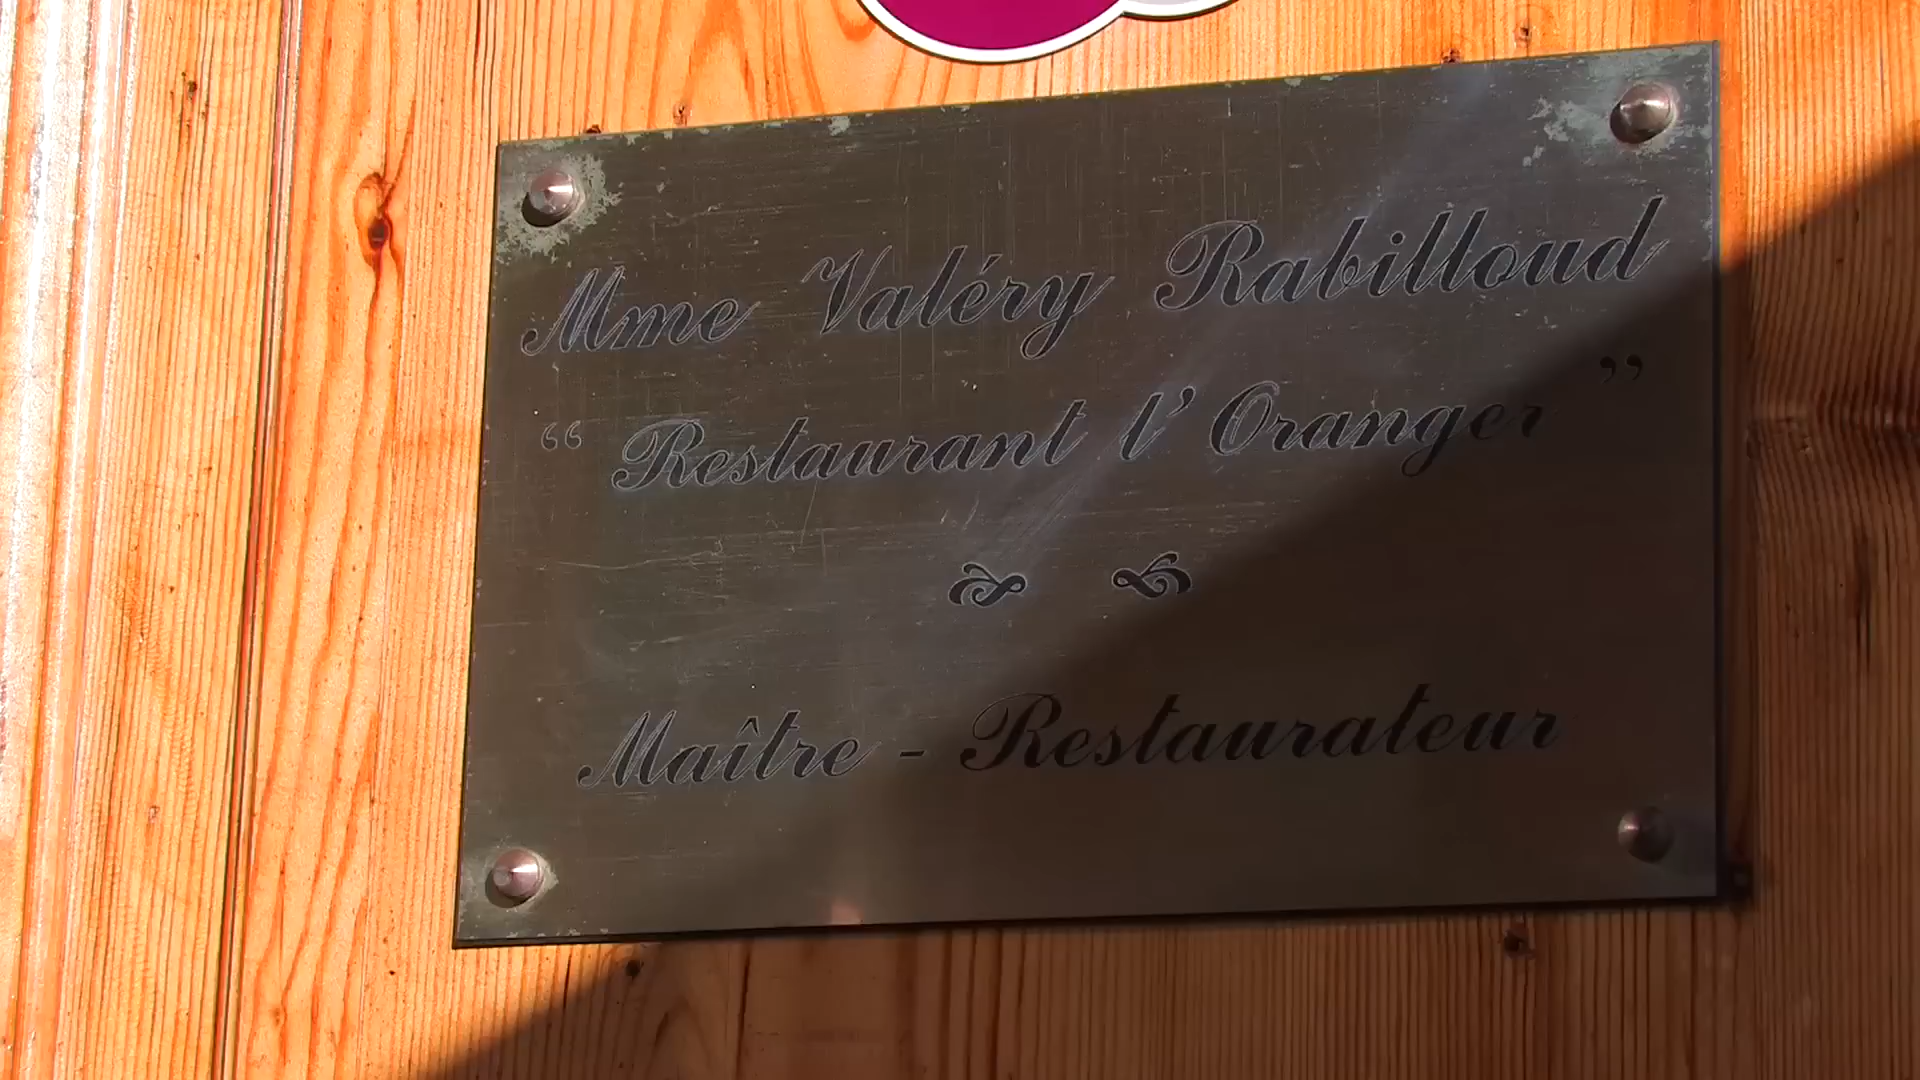 Mme Valéry Rabilloud
“ Restaurant l’ Oranger ”
Maître - Restaurateur